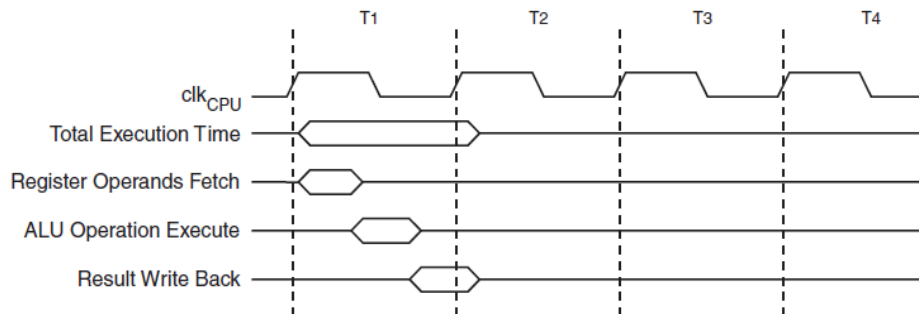 T1 T2 T3 T4
clkCPU
Total Execution Time
Register Operands Fetch
ALU Operation Execute
Result Write Back